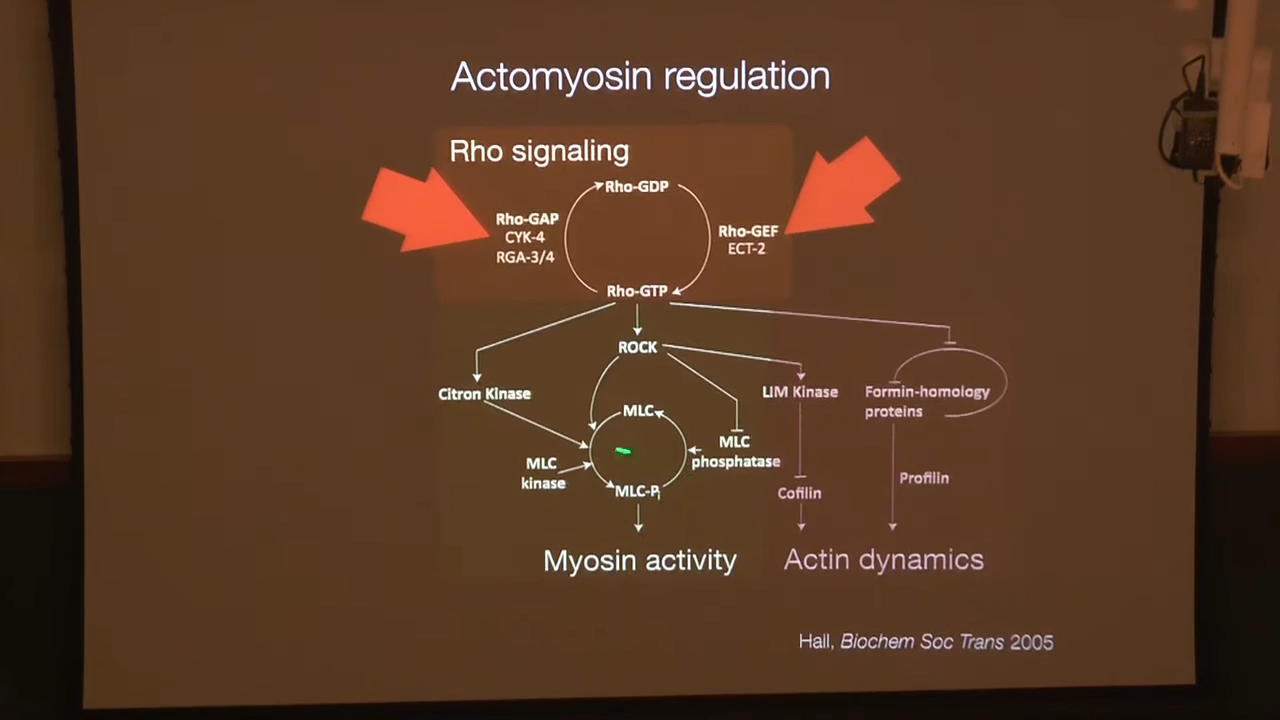 Actomyosin regulation
Rho signaling
Rho-GDP
Rho-GAP
CYK-4
RGA-3/4
Rho-GEF
ECT-2
Rho-GTP
ROCK
Citron Kinase
LIM Kinase
Formin-homology
proteins
MLC
MLC
phosphatase
MLC
kinase
MLC-Pi
Cofilin
Profilin
Myosin activity
Actin dynamics
Hall, Biochem Soc Trans 2005